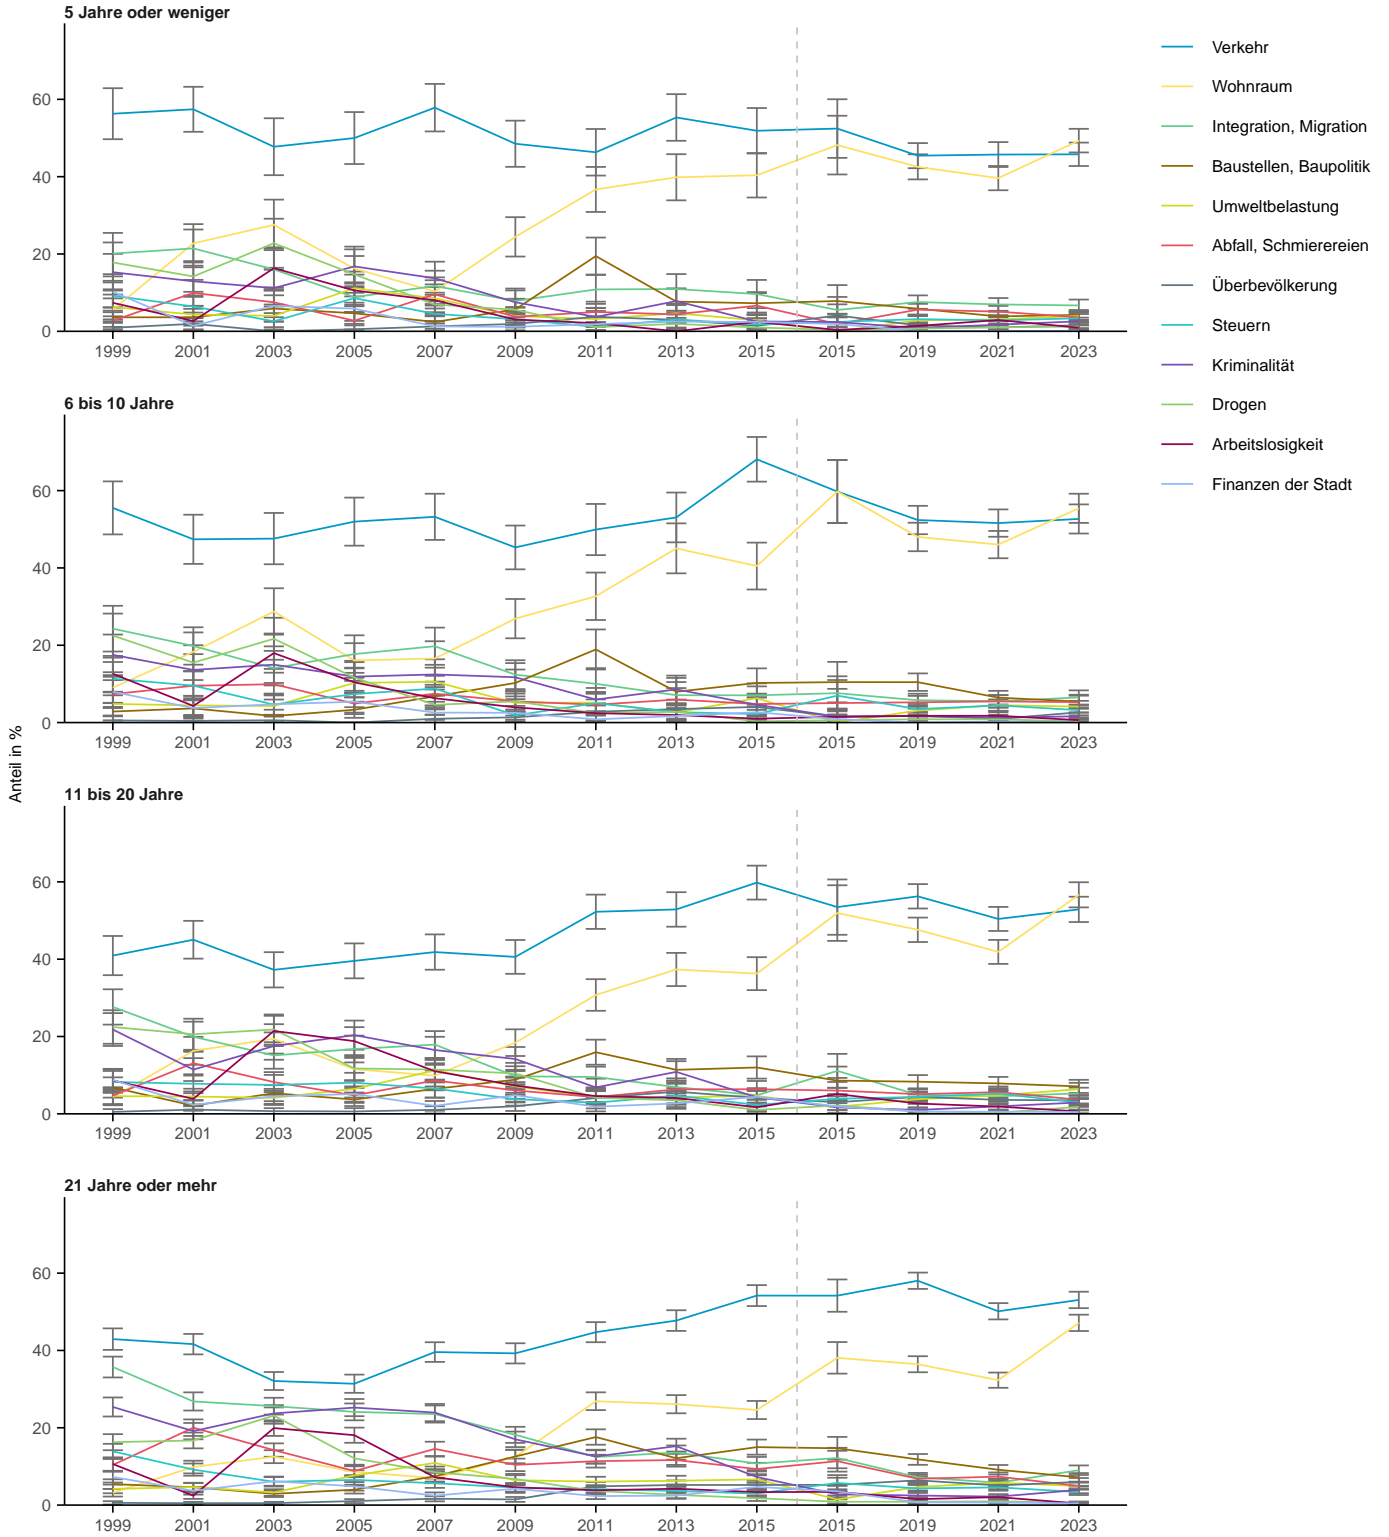 5 Jahre oder weniger
60
40
20
0
1999 2001 2003 2005 2007 2009 2011 2013 2015 2015 2019 2021 2023
6 bis 10 Jahre
60
40
20
0
1999 2001 2003 2005 2007 2009 2011 2013 2015 2015 2019 2021 2023
Anteil in %
11 bis 20 Jahre
60
40
20
0
1999 2001 2003 2005 2007 2009 2011 2013 2015 2015 2019 2021 2023
21 Jahre oder mehr
60
40
20
0
1999 2001 2003 2005 2007 2009 2011 2013 2015 2015 2019 2021 2023
Verkehr
Wohnraum
Integration, Migration
Baustellen, Baupolitik
Umweltbelastung
Abfall, Schmierereien
Überbevölkerung
Steuern
Kriminalität
Drogen
Arbeitslosigkeit
Finanzen der Stadt